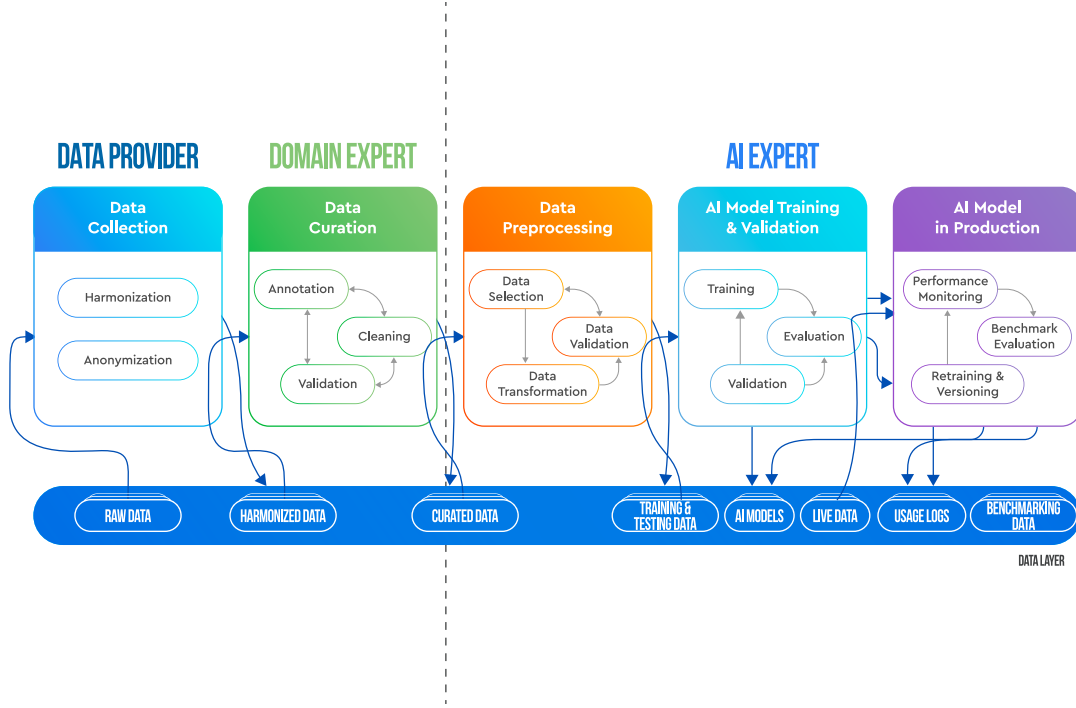 DATA PROVIDER
DOMAIN EXPERT
AI EXPERT
Data
Collection
Harmonization
Anonymization
Data
Curation
Annotation
Cleaning
Validation
Data
Preprocessing
Data
Selection
Data
Validation
Data
Transformation
AI Model Training
& Validation
Training
Evaluation
Validation
AI Model
in Production
Performance
Monitoring
Benchmark
Evaluation
Retraining &
Versioning
RAW DATA
HARMONIZED DATA
CURATED DATA
TRAINING &
TESTING DATA
AI MODELS
LIVE DATA
USAGE LOGS
BENCHMARKING
DATA
DATA LAYER